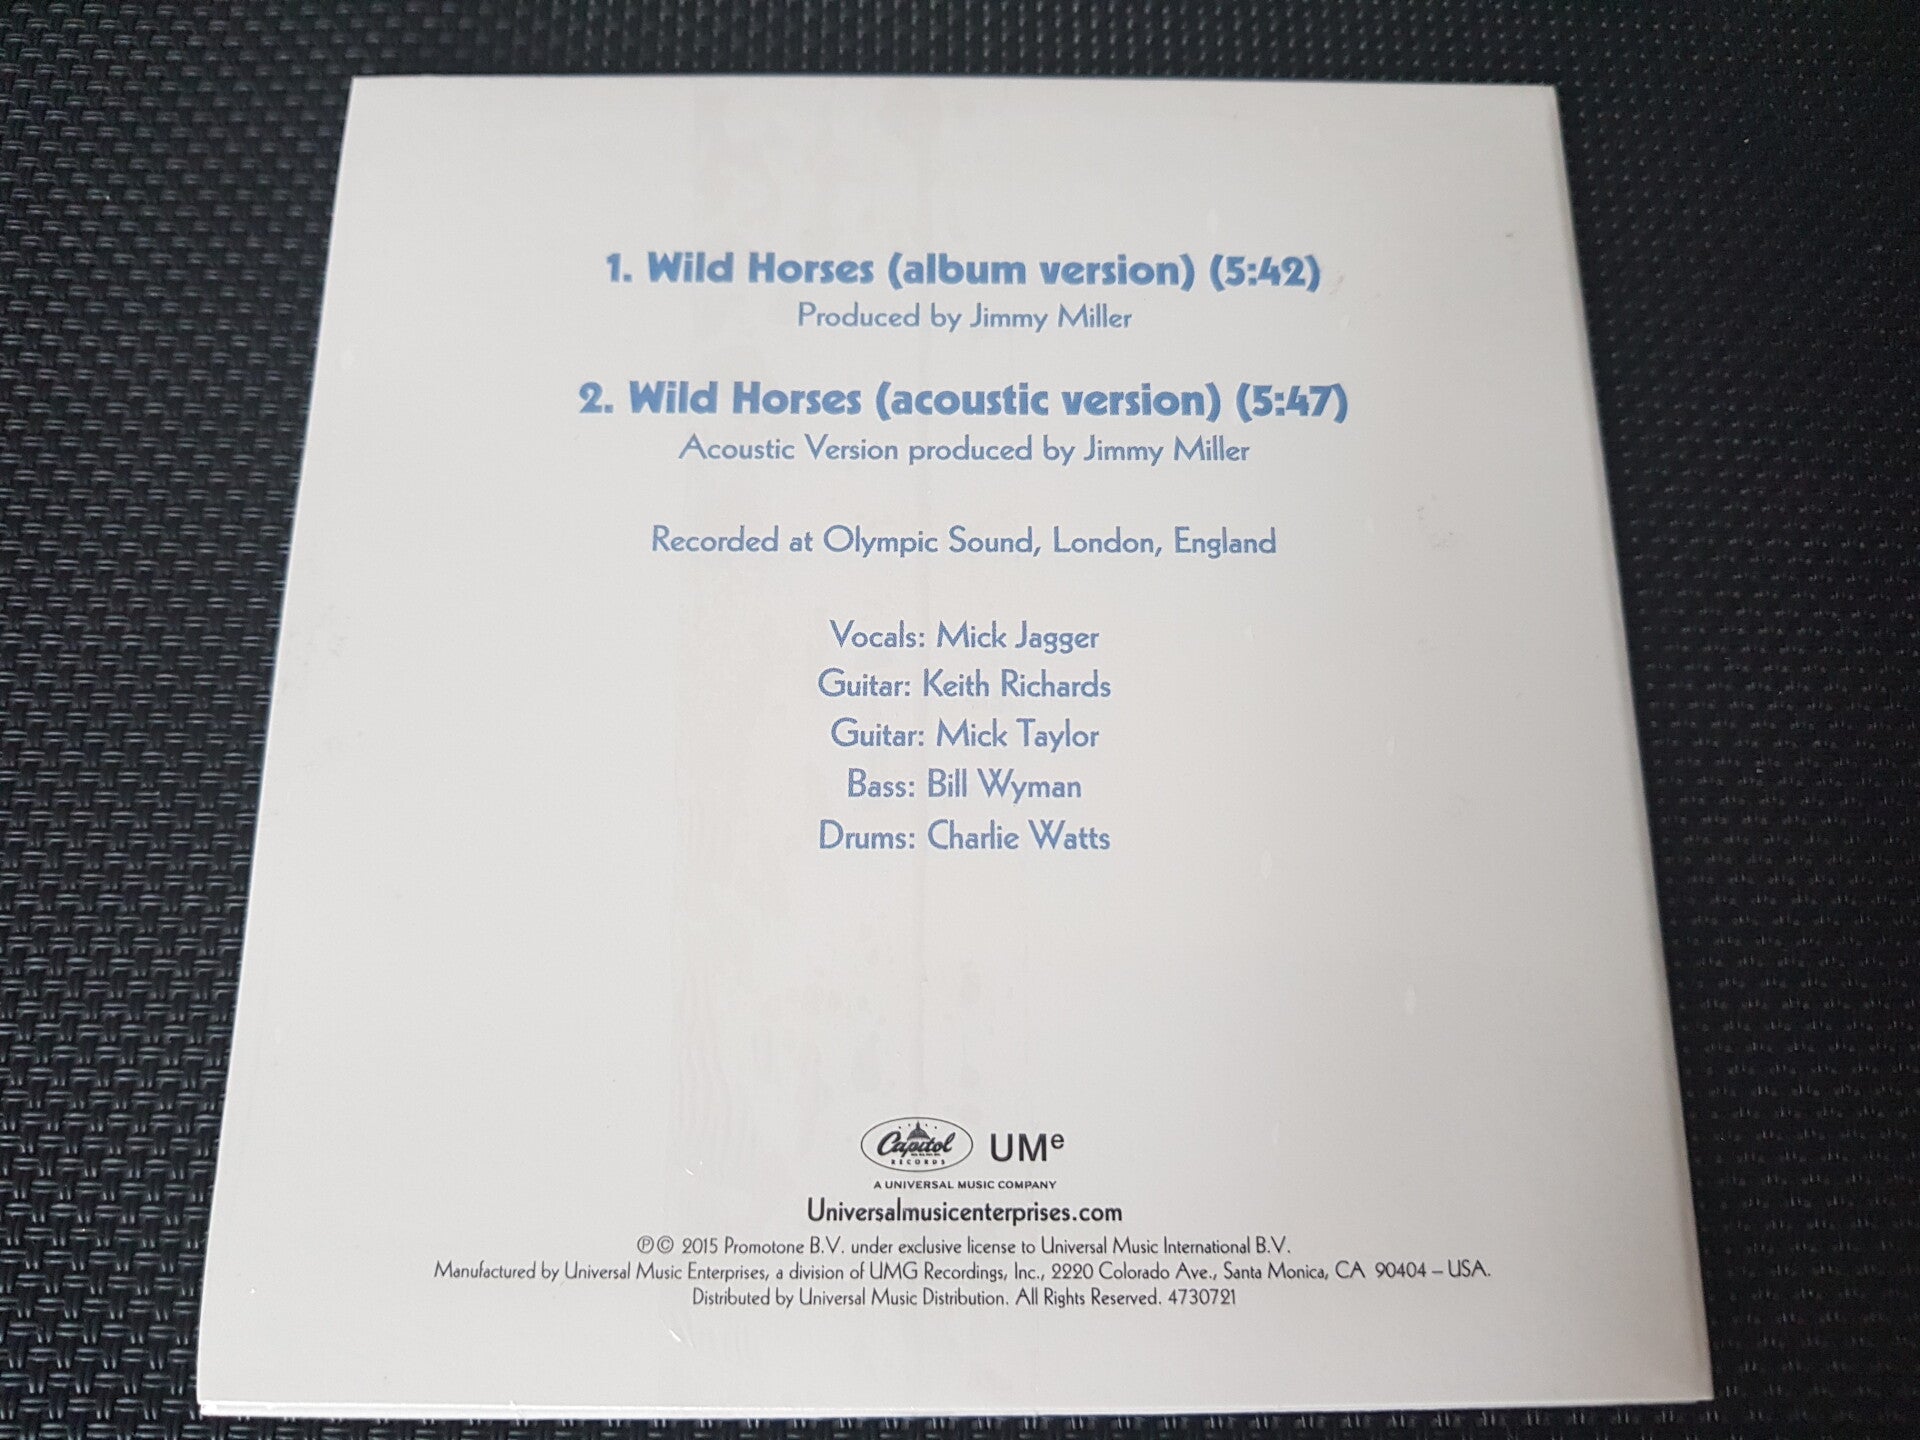 1. Wild Horses (album version) (5:42)
Produced by Jimmy Miller
2. Wild Horses (acoustic version) (5:47)
Acoustic Version produced by Jimmy Miller
Recorded at Olympic Sound, London, England
Vocals: Mick Jagger
Guitar: Keith Richards
Guitar: Mick Taylor
Bass: Bill Wyman
Drums: Charlie Watts
Capitol
RECORDS
UMe
A UNIVERSAL MUSIC COMPANY
Universalmusicenterprises.com
℗© 2015 Promotone B.V. under exclusive license to Universal Music International B.V.
Manufactured by Universal Music Enterprises, a division of UMG Recordings, Inc., 2220 Colorado Ave., Santa Monica, CA 90404 – USA.
Distributed by Universal Music Distribution. All Rights Reserved. 4730721